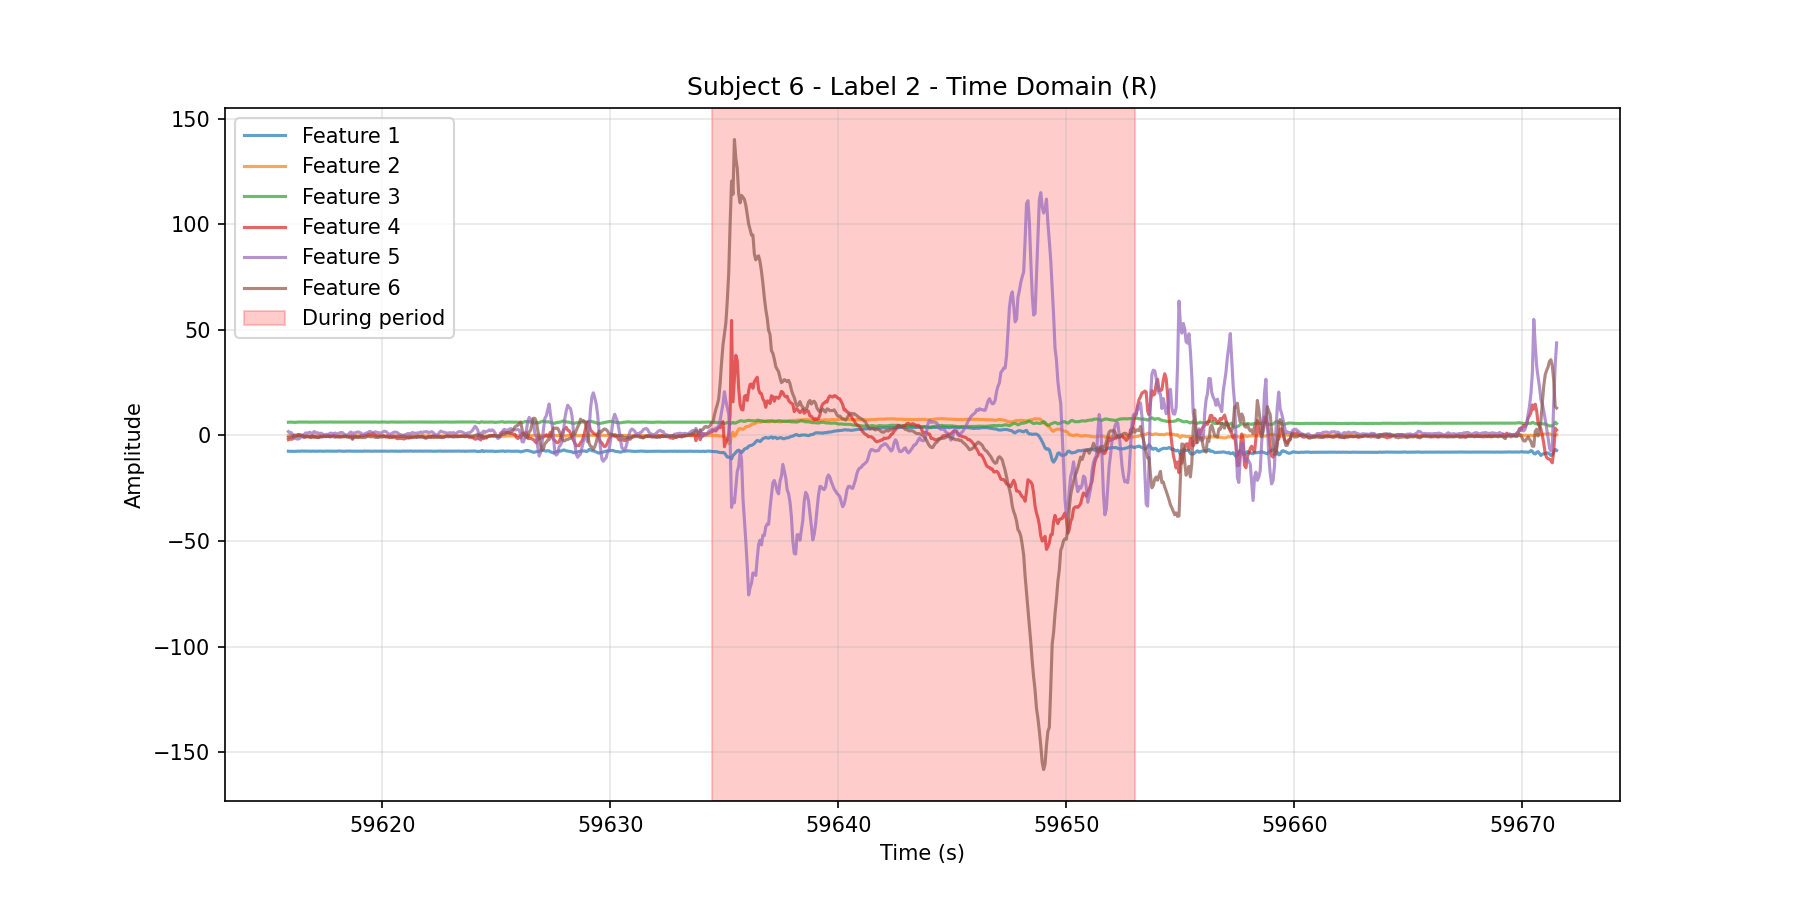 Subject 6 - Label 2 - Time Domain (R)
150
100
50
0
−50
−100
−150
Amplitude
Feature 1
Feature 2
Feature 3
Feature 4
Feature 5
Feature 6
During period
59620
59630
59640
59650
59660
59670
Time (s)